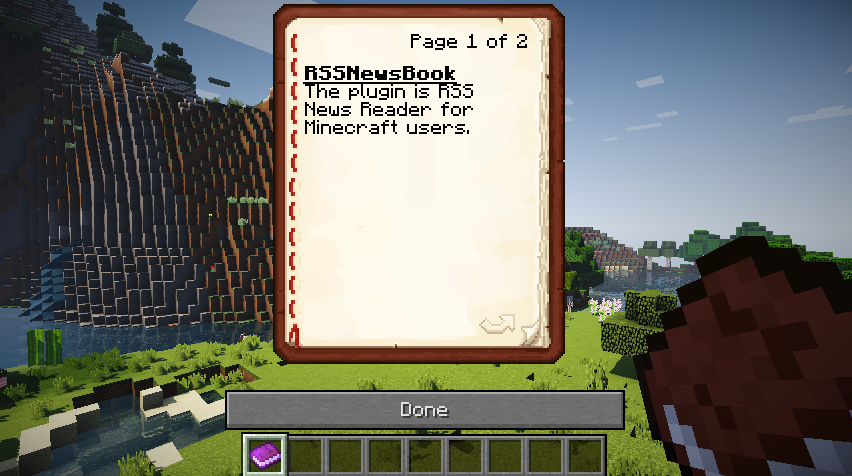 Page 1 of 2
RSSNewsBook
The plugin is RSS
News Reader for
Minecraft users.
Done